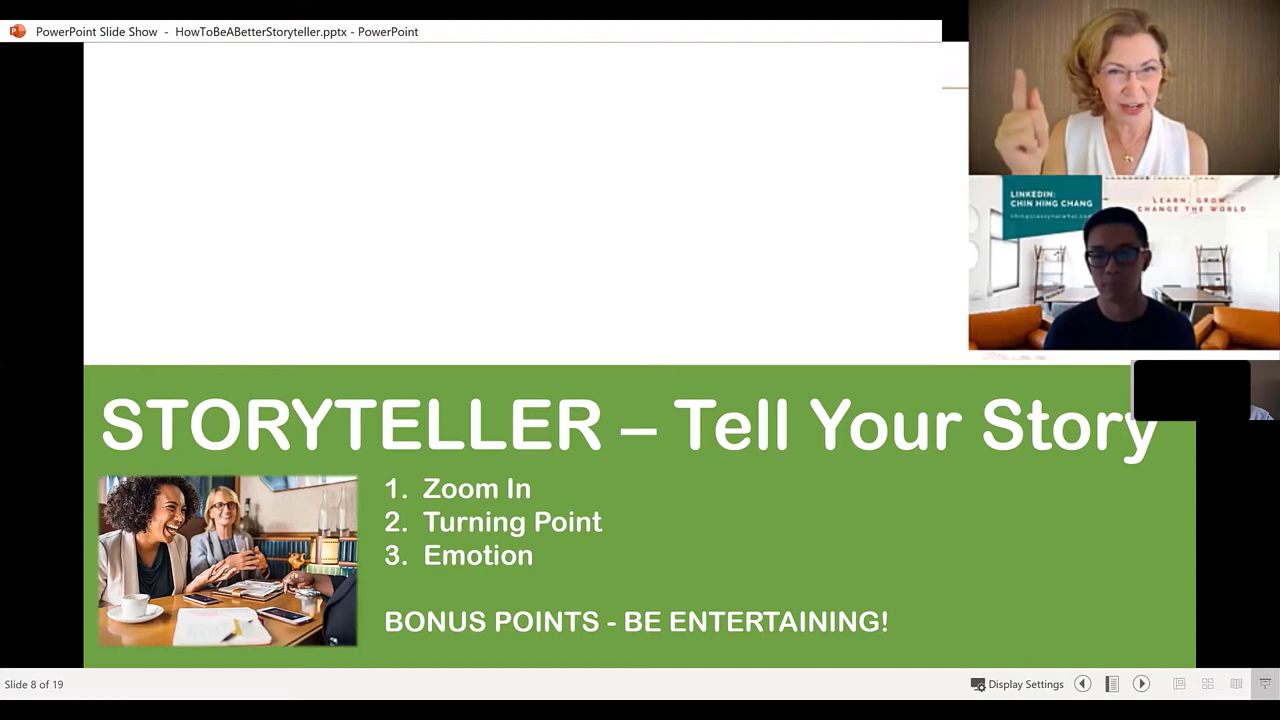 PowerPoint Slide Show - HowToBeABetterStoryteller.pptx - PowerPoint
LINKEDIN:
CHIN HING CHANG
LEARN, GROW,
CHANGE THE WORLD
STORYTELLER – Tell Your Story
1. Zoom In
2. Turning Point
3. Emotion
BONUS POINTS - BE ENTERTAINING!
Slide 8 of 19
Display Settings